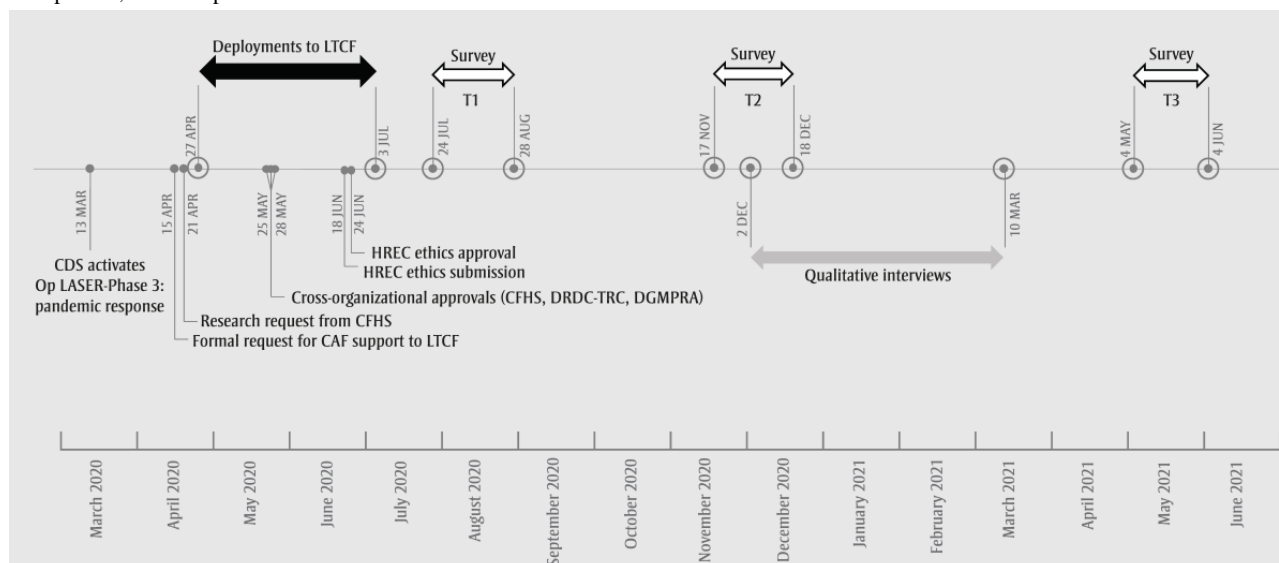 Deployments to LTCF
Survey
T1
Survey
T2
Survey
T3
27 APR
3 JUL
24 JUL
28 AUG
17 NOV
18 DEC
4 MAY
4 JUN
13 MAR
15 APR
21 APR
25 MAY
28 MAY
18 JUN
24 JUN
2 DEC
10 MAR
CDS activates
Op LASER-Phase 3:
pandemic response
HREC ethics approval
HREC ethics submission
Cross-organizational approvals (CFHS, DRDC-TRC, DGMPRA)
Research request from CFHS
Formal request for CAF support to LTCF
Qualitative interviews
March 2020
April 2020
May 2020
June 2020
July 2020
August 2020
September 2020
October 2020
November 2020
December 2020
January 2021
February 2021
March 2021
April 2021
May 2021
June 2021